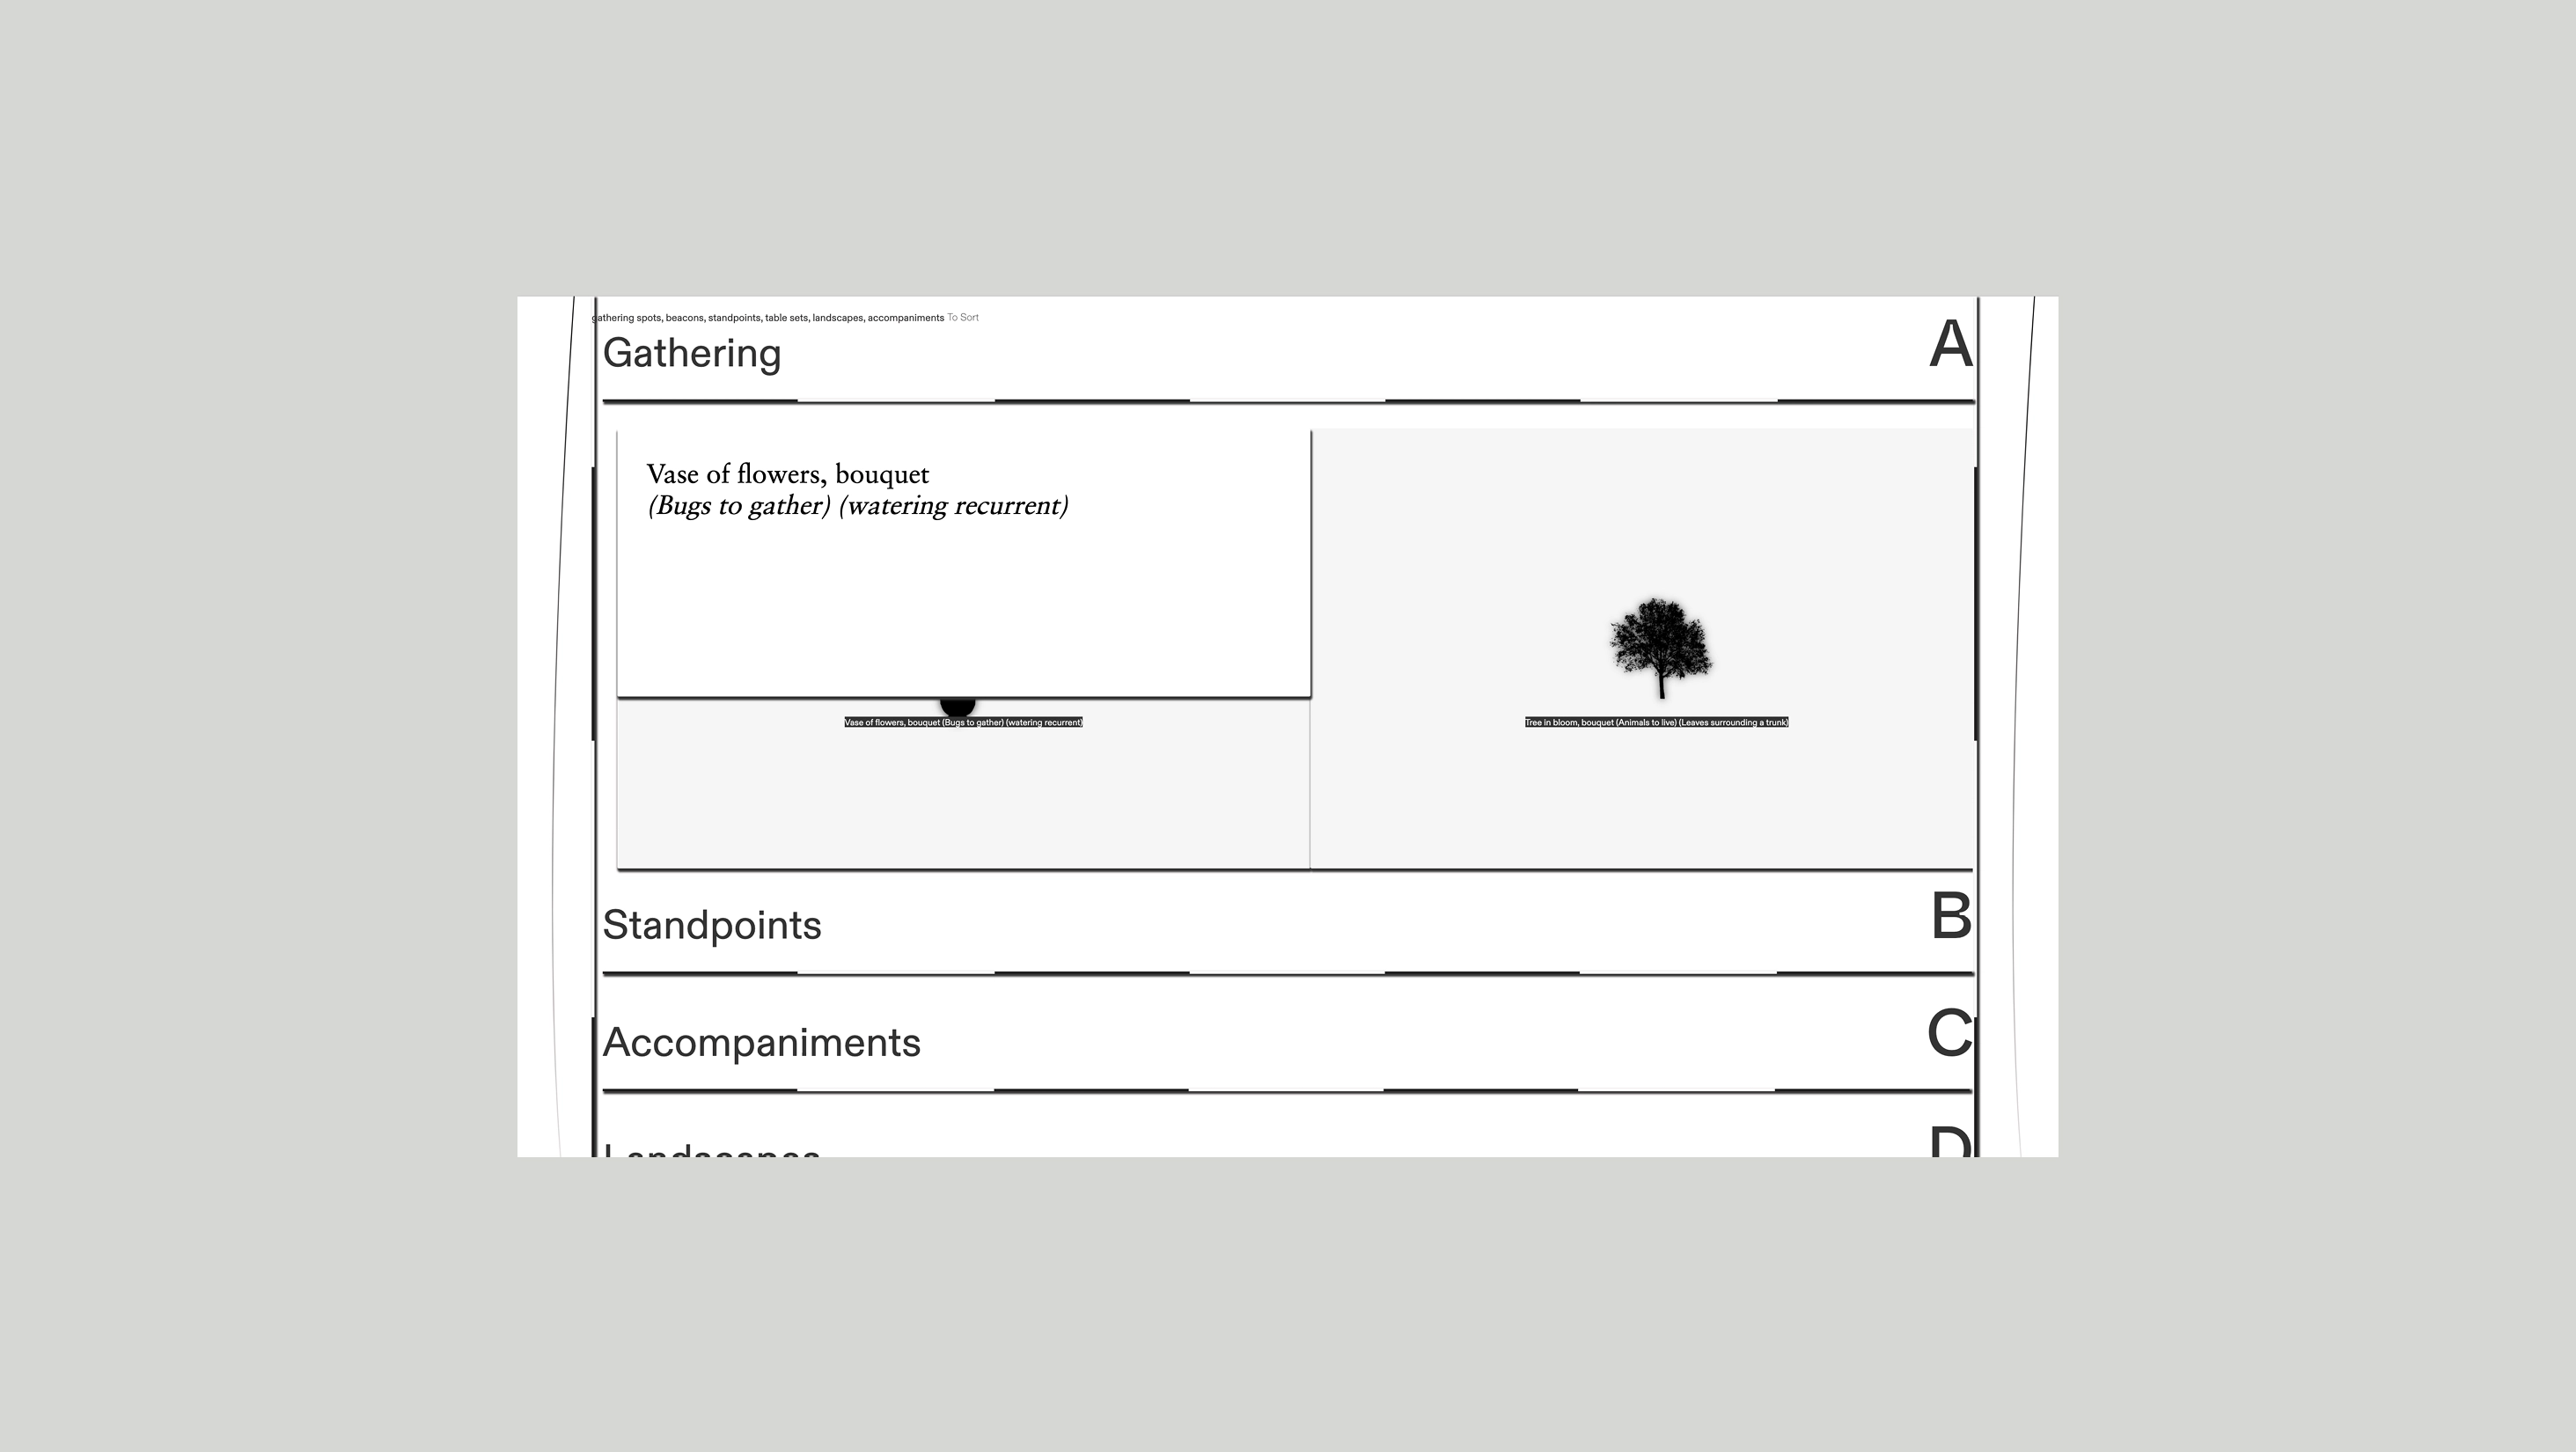 gathering spots, beacons, standpoints, table sets, landscapes, accompaniments To Sort
Gathering
A
Vase of flowers, bouquet
(Bugs to gather) (watering recurrent)
Vase of flowers, bouquet (Bugs to gather) (watering recurrent)
Tree in bloom, bouquet (Animals to live) (Leaves surrounding a trunk)
Standpoints
B
Accompaniments
C
Landscapes
D